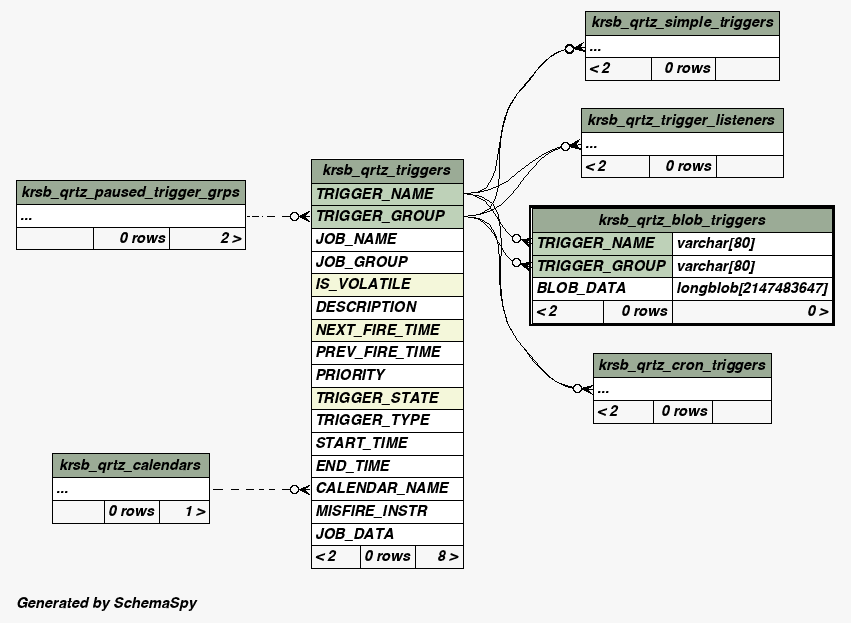 krsb_qrtz_simple_triggers
...
< 2 0 rows
krsb_qrtz_trigger_listeners
...
< 2 0 rows
krsb_qrtz_triggers
TRIGGER_NAME
TRIGGER_GROUP
JOB_NAME
JOB_GROUP
IS_VOLATILE
DESCRIPTION
NEXT_FIRE_TIME
PREV_FIRE_TIME
PRIORITY
TRIGGER_STATE
TRIGGER_TYPE
START_TIME
END_TIME
CALENDAR_NAME
MISFIRE_INSTR
JOB_DATA
< 2 0 rows 8 >
krsb_qrtz_paused_trigger_grps
...
0 rows 2 >
krsb_qrtz_blob_triggers
TRIGGER_NAME varchar[80]
TRIGGER_GROUP varchar[80]
BLOB_DATA longblob[2147483647]
< 2 0 rows 0 >
krsb_qrtz_cron_triggers
...
< 2 0 rows
krsb_qrtz_calendars
...
0 rows 1 >
Generated by SchemaSpy